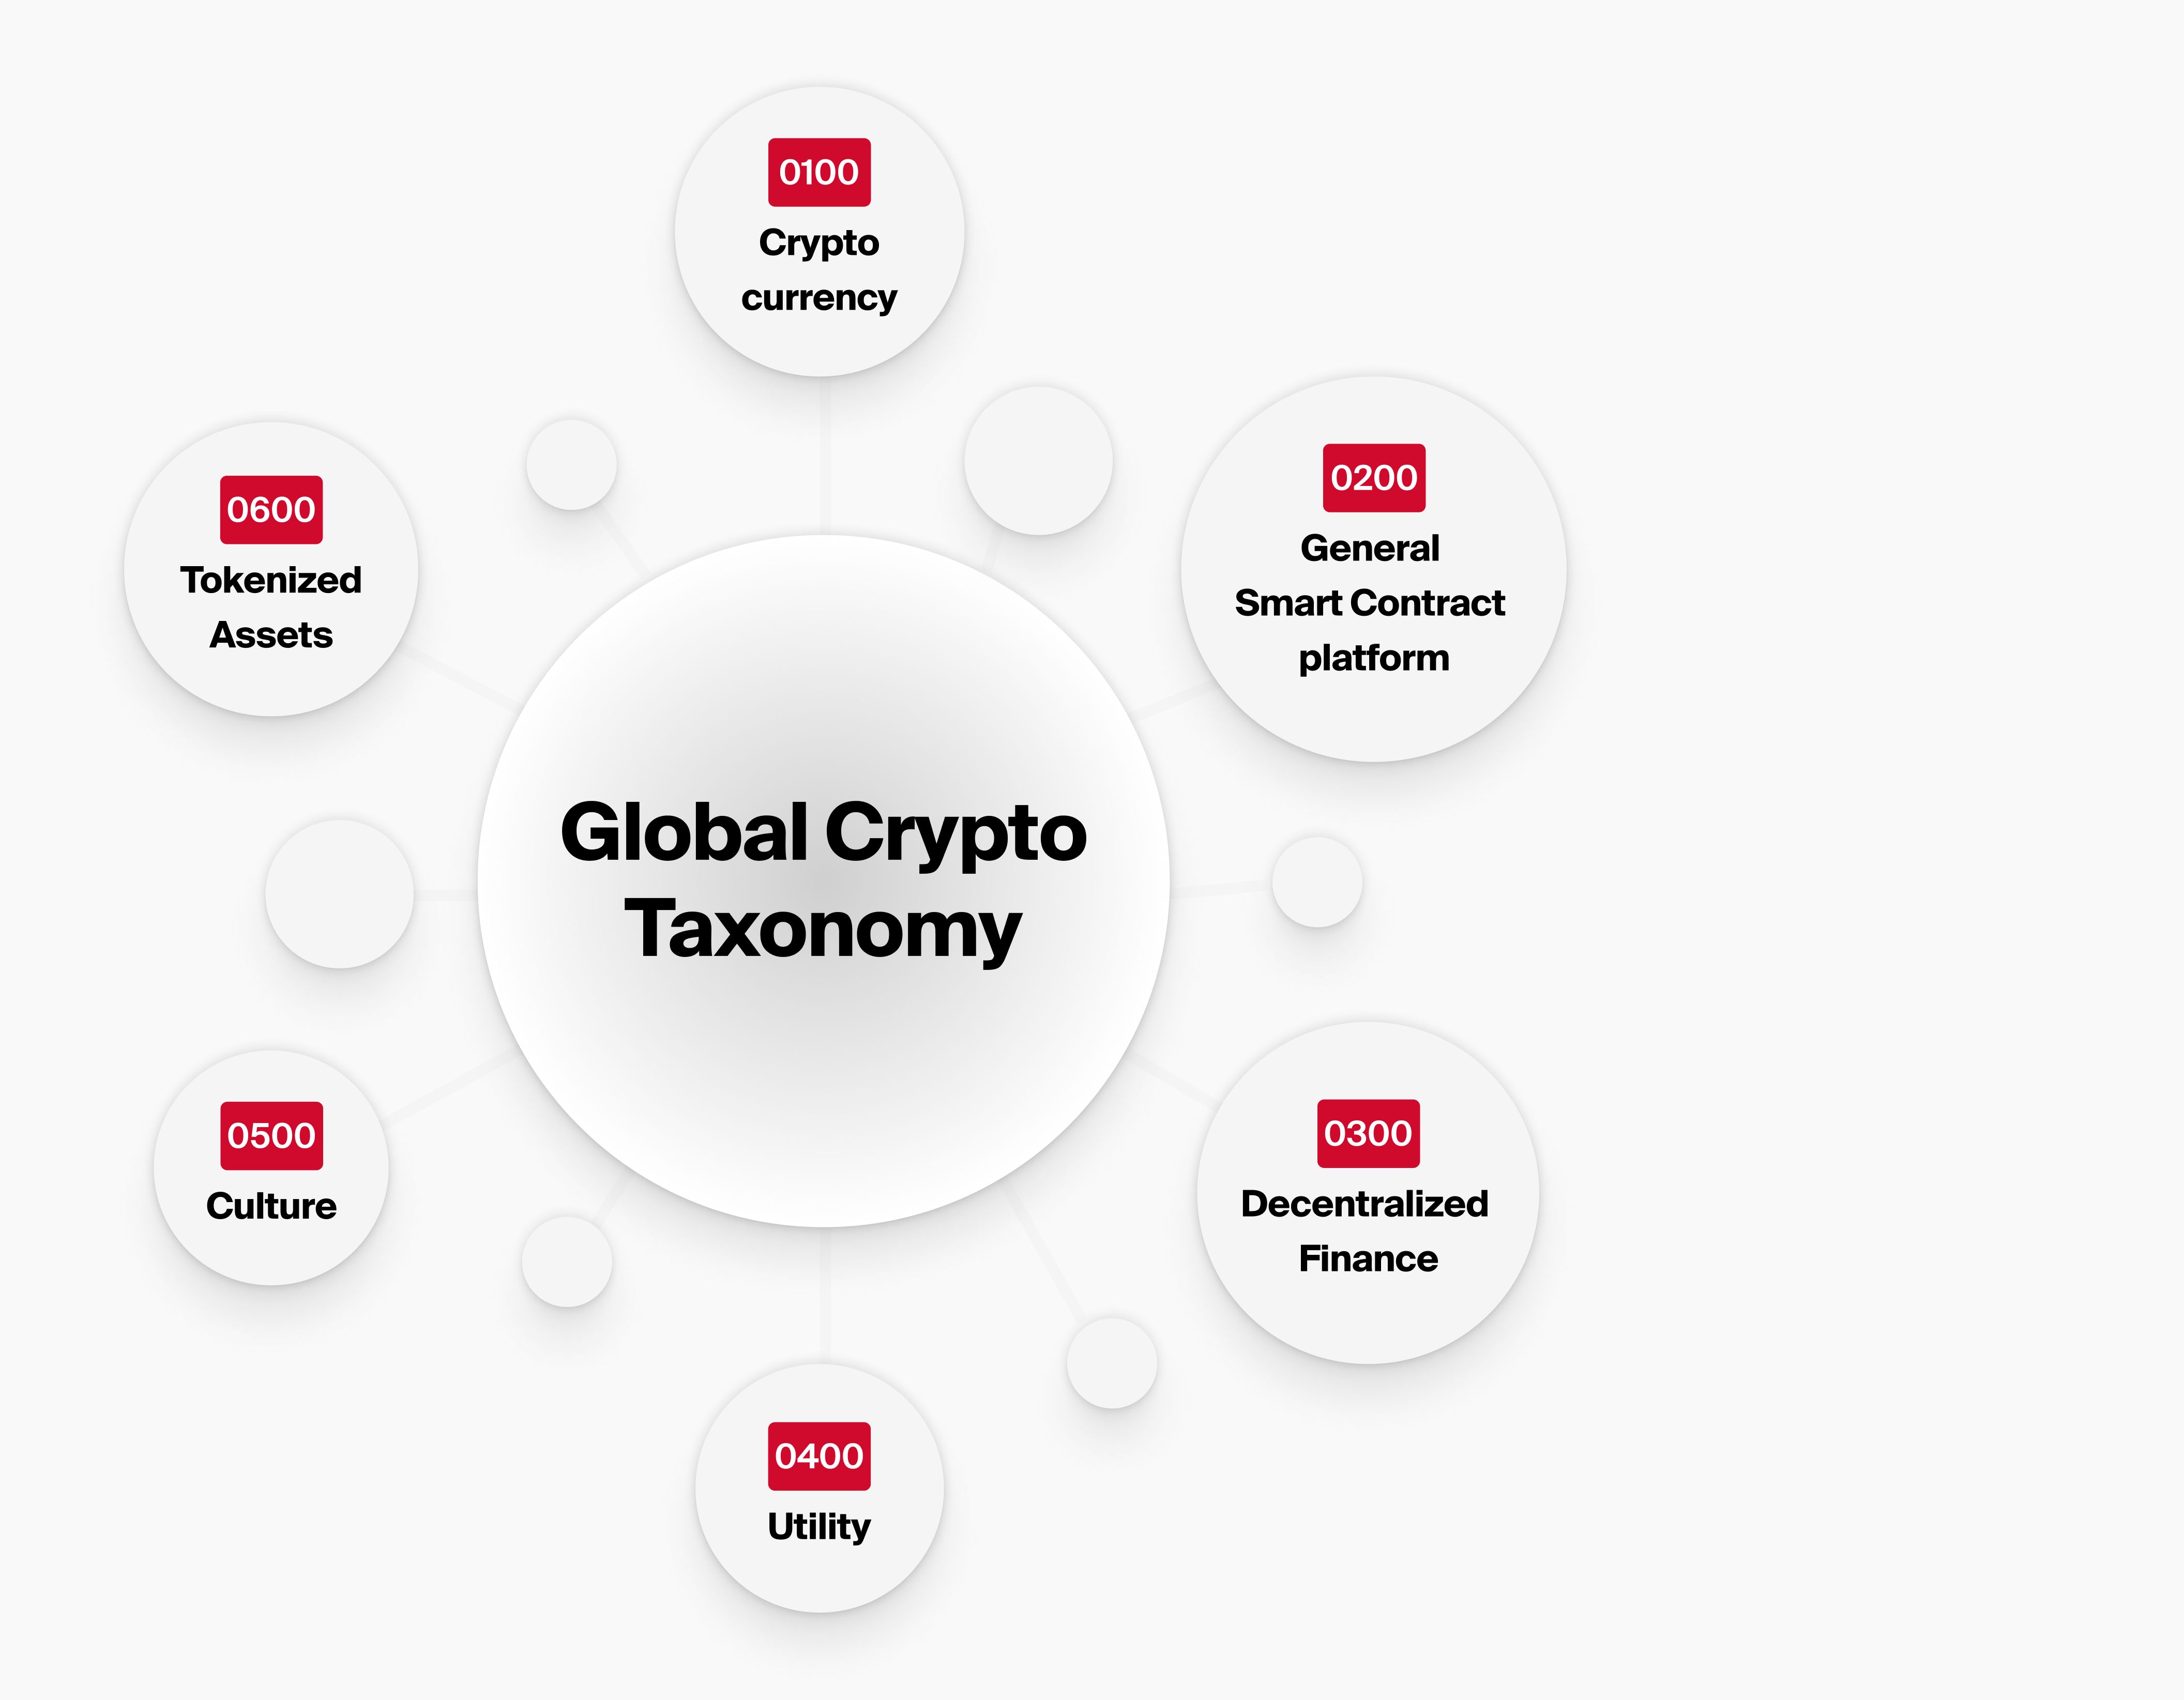 0100
Crypto
currency
0200
General
Smart Contract
platform
0600
Tokenized
Assets
Global Crypto
Taxonomy
0300
Decentralized
Finance
0500
Culture
0400
Utility